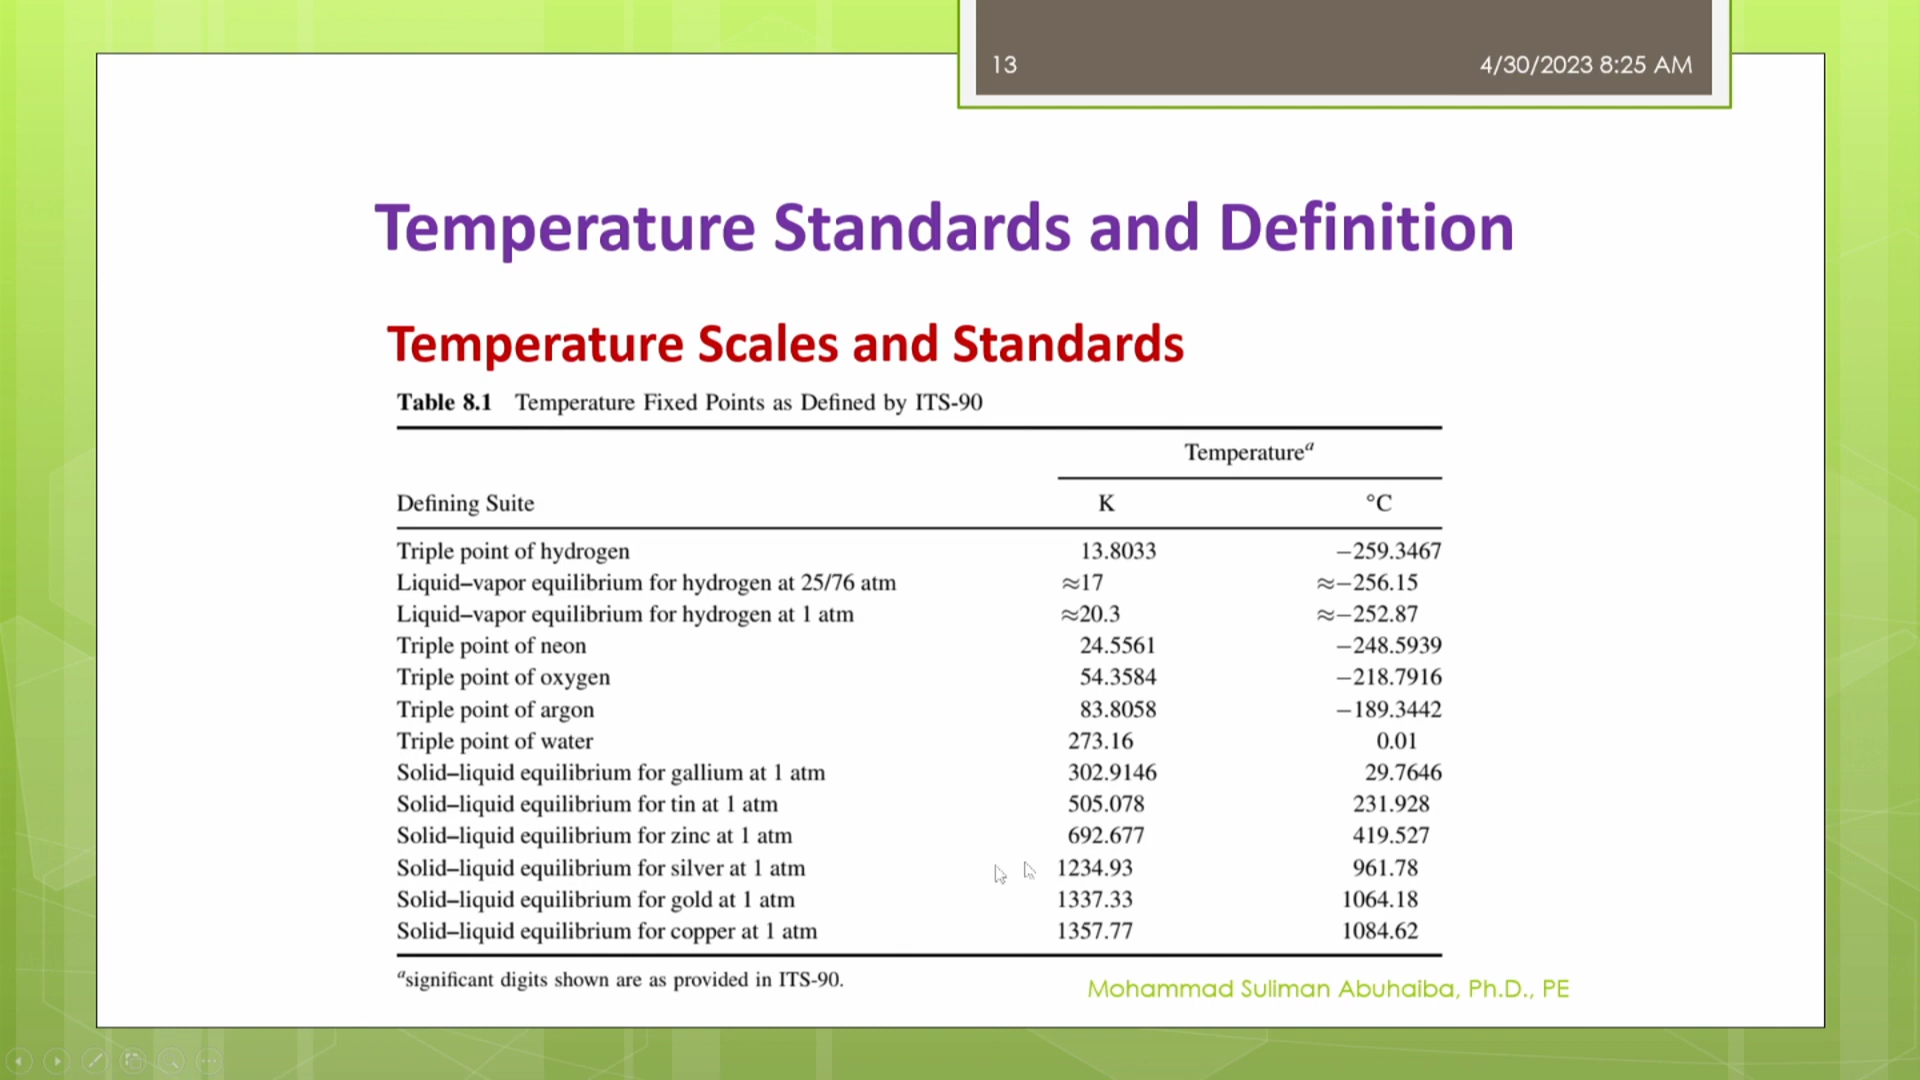 13 4/30/2023 8:25 AM
Temperature Standards and Definition
Temperature Scales and Standards
Table 8.1 Temperature Fixed Points as Defined by ITS-90
Temperatureᵃ
Defining Suite K °C
Triple point of hydrogen 13.8033 −259.3467
Liquid–vapor equilibrium for hydrogen at 25/76 atm ≈17 ≈−256.15
Liquid–vapor equilibrium for hydrogen at 1 atm ≈20.3 ≈−252.87
Triple point of neon 24.5561 −248.5939
Triple point of oxygen 54.3584 −218.7916
Triple point of argon 83.8058 −189.3442
Triple point of water 273.16 0.01
Solid–liquid equilibrium for gallium at 1 atm 302.9146 29.7646
Solid–liquid equilibrium for tin at 1 atm 505.078 231.928
Solid–liquid equilibrium for zinc at 1 atm 692.677 419.527
Solid–liquid equilibrium for silver at 1 atm 1234.93 961.78
Solid–liquid equilibrium for gold at 1 atm 1337.33 1064.18
Solid–liquid equilibrium for copper at 1 atm 1357.77 1084.62
ᵃsignificant digits shown are as provided in ITS-90.
Mohammad Suliman Abuhaiba, Ph.D., PE